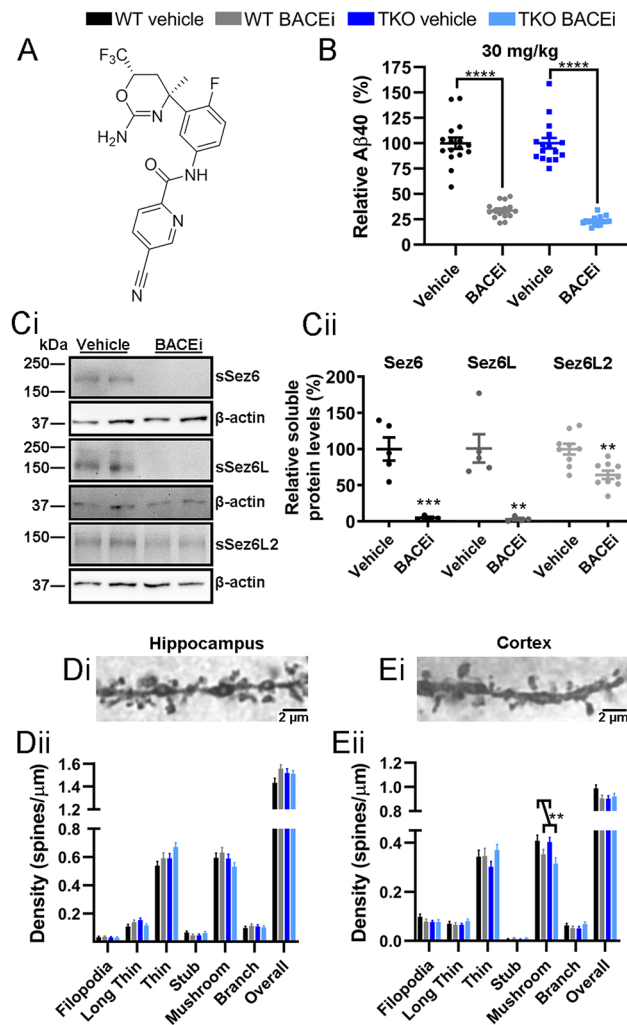 WT vehicle WT BACEi TKO vehicle TKO BACEi
A
F₃C
F
O
N
H₂N
NH
O
N
N
B
30 mg/kg
Relative Aβ40 (%)
175
150
125
100
75
50
25
0
**** ****
Vehicle BACEi Vehicle BACEi
Ci
kDa Vehicle BACEi
250
150
sSez6
37
β-actin
250
150
sSez6L
37
β-actin
150
sSez6L2
37
β-actin
Cii
Sez6 Sez6L Sez6L2
Relative soluble
protein levels (%)
200
150
100
50
0
*** ** **
Vehicle BACEi Vehicle BACEi Vehicle BACEi
Hippocampus
Di
2 μm
Cortex
Ei
2 μm
Dii
Density (spines/μm)
1.6
1.4
1.2
0.8
0.6
0.4
0.2
Filopodia Long Thin Thin Stub Mushroom Branch Overall
Eii
Density (spines/μm)
1.2
1.0
0.8
0.4
0.2
0.0
**
Filopodia Long Thin Thin Stub Mushroom Branch Overall